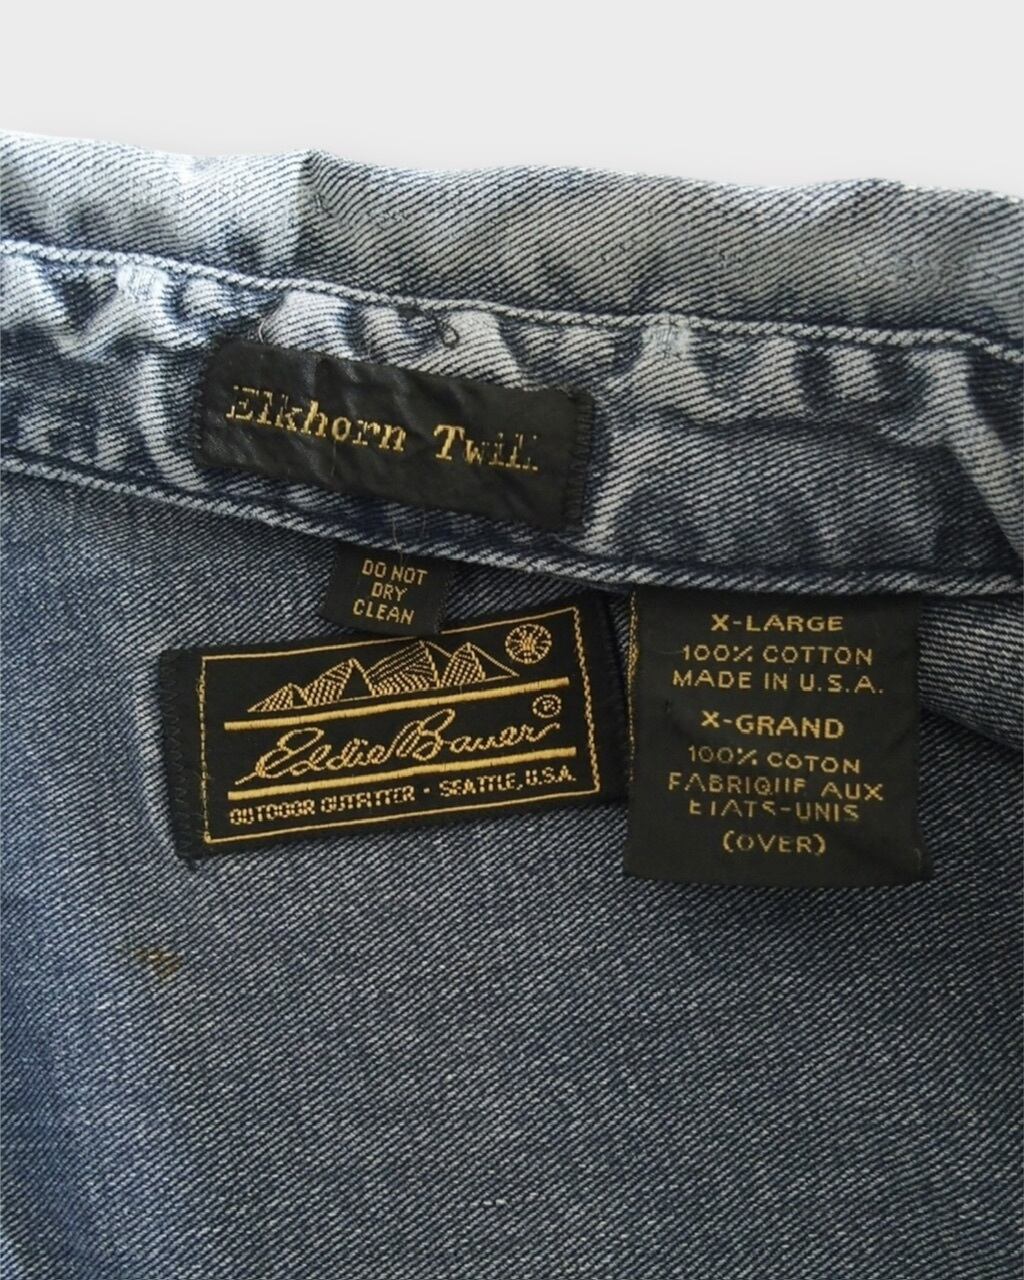 Elkhorn Twill
DO NOT
DRY
CLEAN
Eddie Bauer®
OUTDOOR OUTFITTER · SEATTLE, U.S.A.
X-LARGE
100% COTTON
MADE IN U.S.A.
X-GRAND
100% COTON
FABRIQUE AUX
ETATS-UNIS
(OVER)